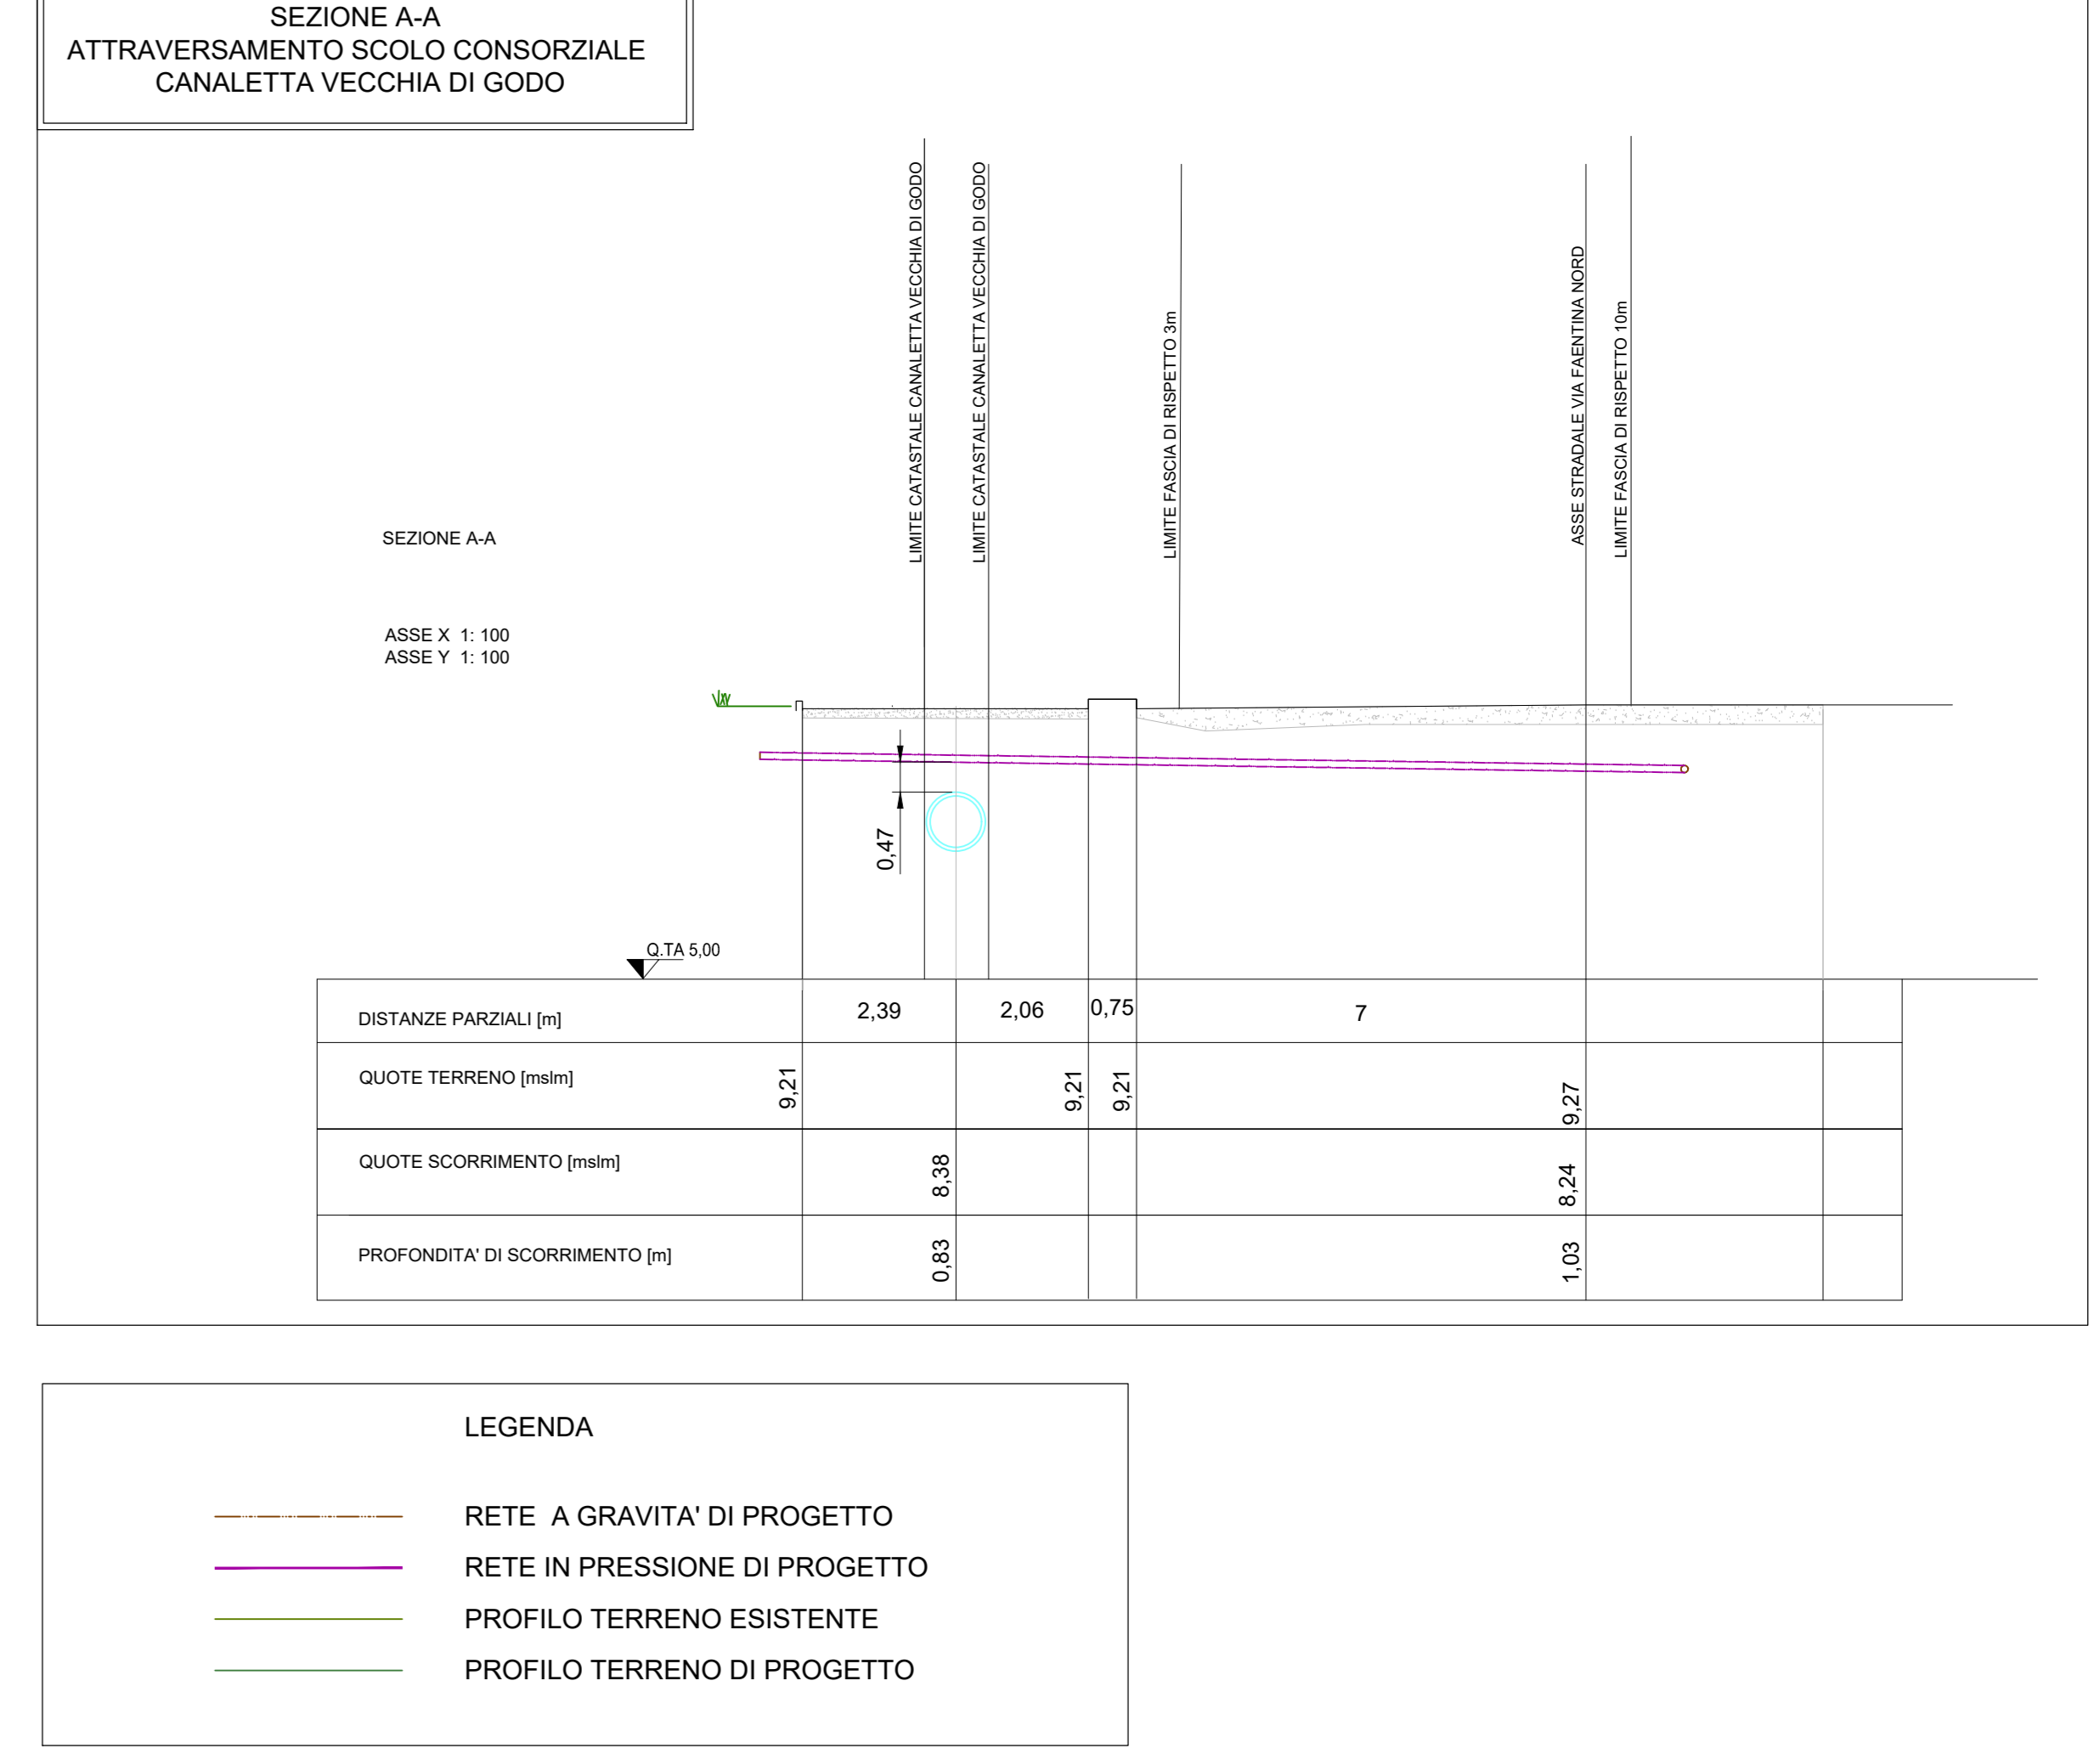 SEZIONE A-A
ATTRAVERSAMENTO SCOLO CONSORZIALE
CANALETTA VECCHIA DI GODO
LIMITE CATASTALE CANALETTA VECCHIA DI GODO
LIMITE CATASTALE CANALETTA VECCHIA DI GODO
LIMITE FASCIA DI RISPETTO 3m
ASSE STRADALE VIA FAENTINA NORD
LIMITE FASCIA DI RISPETTO 10m
SEZIONE A-A
ASSE X 1: 100
ASSE Y 1: 100
0,47
Q.TA 5,00
DISTANZE PARZIALI [m]
2,39
2,06
0,75
7
QUOTE TERRENO [mslm]
9,21
9,21
9,21
9,27
QUOTE SCORRIMENTO [mslm]
8,38
8,24
PROFONDITA' DI SCORRIMENTO [m]
0,83
1,03
LEGENDA
RETE A GRAVITA' DI PROGETTO
RETE IN PRESSIONE DI PROGETTO
PROFILO TERRENO ESISTENTE
PROFILO TERRENO DI PROGETTO